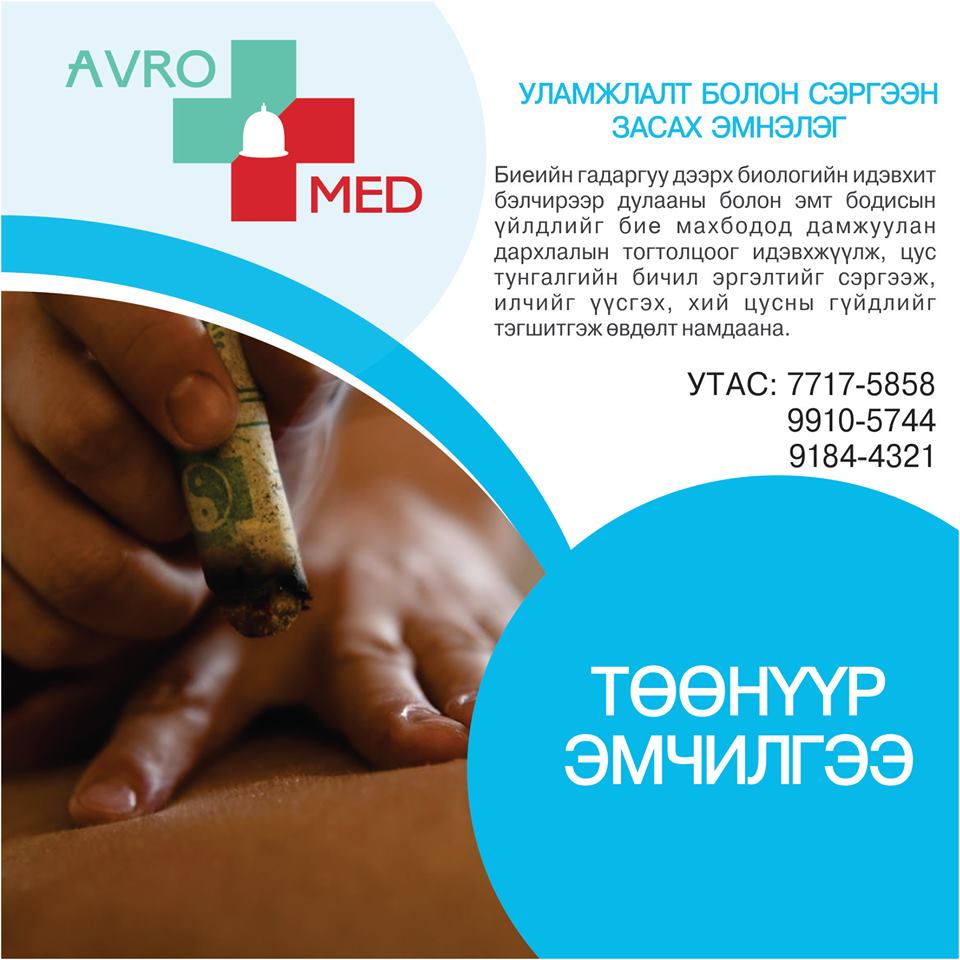 AVRO
MED
УЛАМЖЛАЛТ БОЛОН СЭРГЭЭН
ЗАСАХ ЭМНЭЛЭГ
Биеийн гадаргуу дээрх биологийн идэвхит
бэлчирээр дулааны болон эмт бодисын
үйлдлийг бие махбодод дамжуулан
дархлалын тогтолцоог идэвхжүүлж, цус
тунгалгийн бичил эргэлтийг сэргээж,
илчийг үүсгэх, хий цусны гүйдлийг
тэгшитгэж өвдөлт намдаана.
УТАС: 7717-5858
9910-5744
9184-4321
ТӨӨНҮҮР
ЭМЧИЛГЭЭ